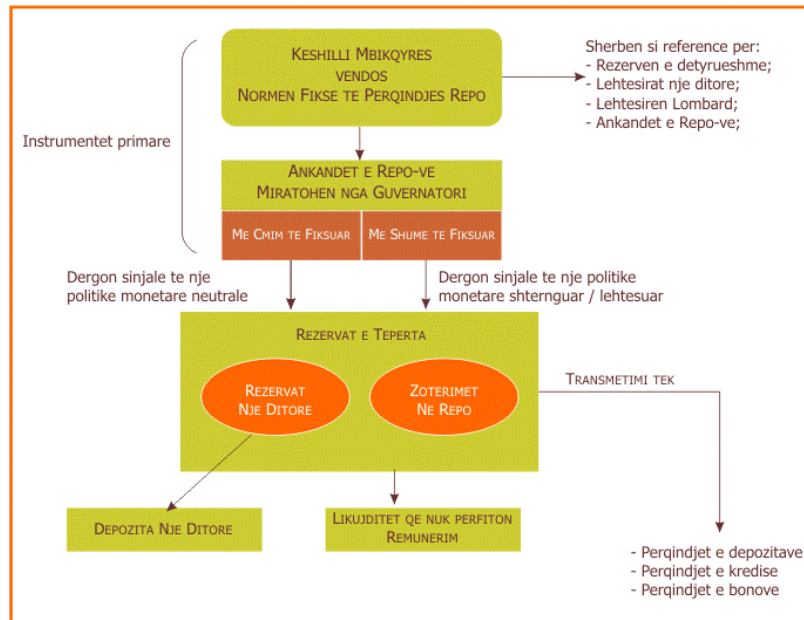 KESHILLI MBIKQYRES
VENDOS
NORMEN FIKSE TE PERQINDJES REPO
Sherben si reference per:
- Rezerven e detyrueshme;
- Lehtesirat nje ditore;
- Lehtesiren Lombard;
- Ankandet e Repo-ve;
Instrumentet primare
ANKANDET E REPO-VE
MIRATOHEN NGA GUVERNATORI
ME CMIM TE FIKSUAR
ME SHUME TE FIKSUAR
Dergon sinjale te nje
politike monetare neutrale
Dergon sinjale te nje politike
monetare shternguar / lehtesuar
REZERVAT E TEPERTA
REZERVAT
NJE DITORE
ZOTERIMET
NE REPO
TRANSMETIMI TEK
DEPOZITA NJE DITORE
LIKUJDITET QE NUK PERFITON
REMUNERIM
- Perqindjet e depozitave
- Perqindjet e kredise
- Perqindjet e bonove